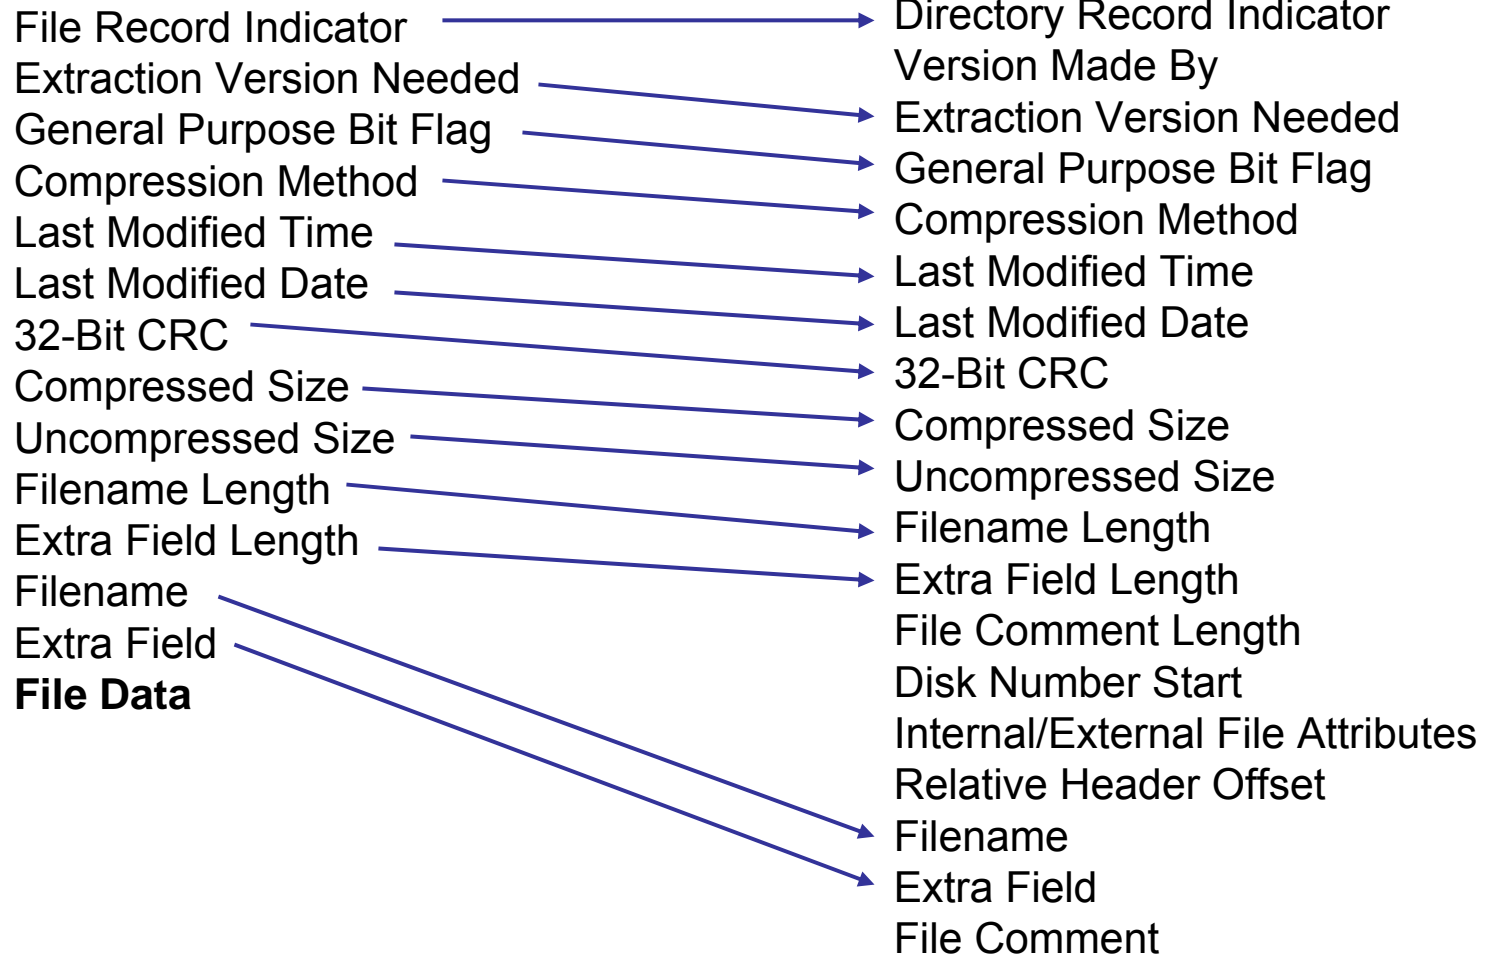 File Record Indicator
Extraction Version Needed
General Purpose Bit Flag
Compression Method
Last Modified Time
Last Modified Date
32-Bit CRC
Compressed Size
Uncompressed Size
Filename Length
Extra Field Length
Filename
Extra Field
File Data
Directory Record Indicator
Version Made By
Extraction Version Needed
General Purpose Bit Flag
Compression Method
Last Modified Time
Last Modified Date
32-Bit CRC
Compressed Size
Uncompressed Size
Filename Length
Extra Field Length
File Comment Length
Disk Number Start
Internal/External File Attributes
Relative Header Offset
Filename
Extra Field
File Comment